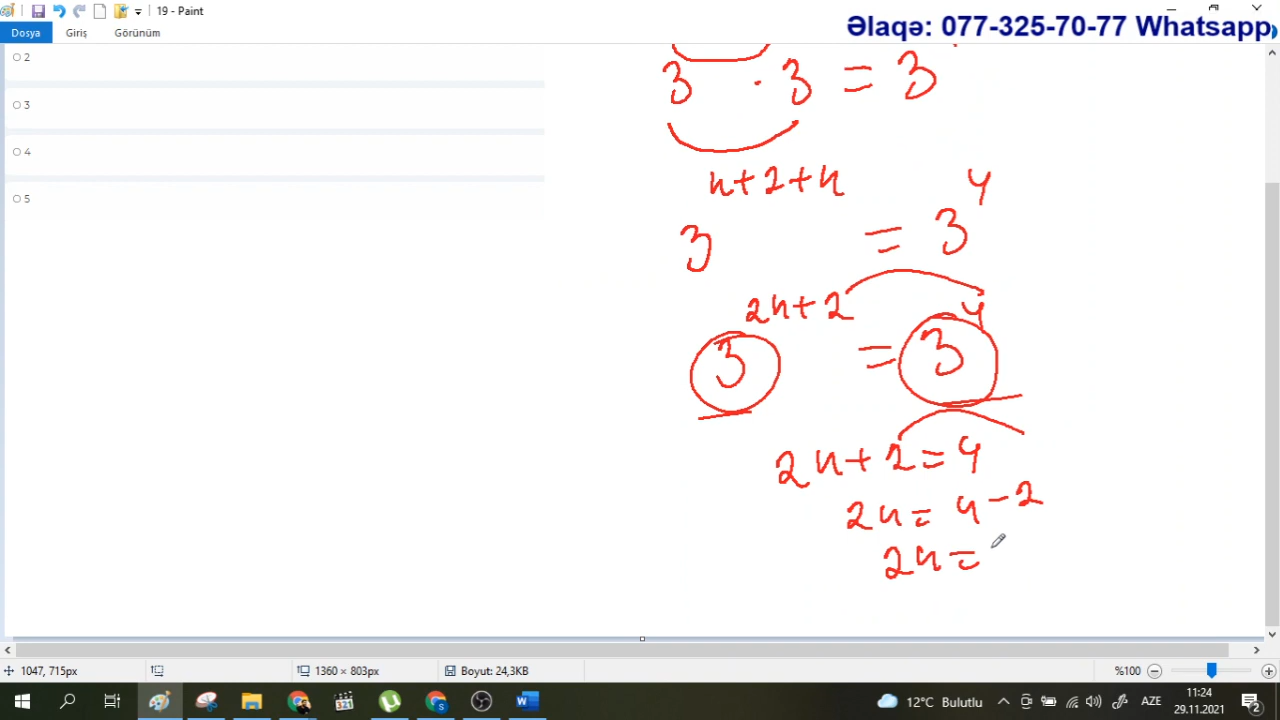 19 - Paint
Əlaqə: 077-325-70-77 Whatsapp
Dosya Giriş Görünüm
2
3
4
5
3 · 3 = 3
n+2+n 4
3 = 3
2n+2 4
3 = 3
2n+2=4
2n=4-2
2n=
1047, 715px 1360 × 803px Boyut: 24,3KB %100
12°C Bulutlu AZE 11:24
29.11.2021 2